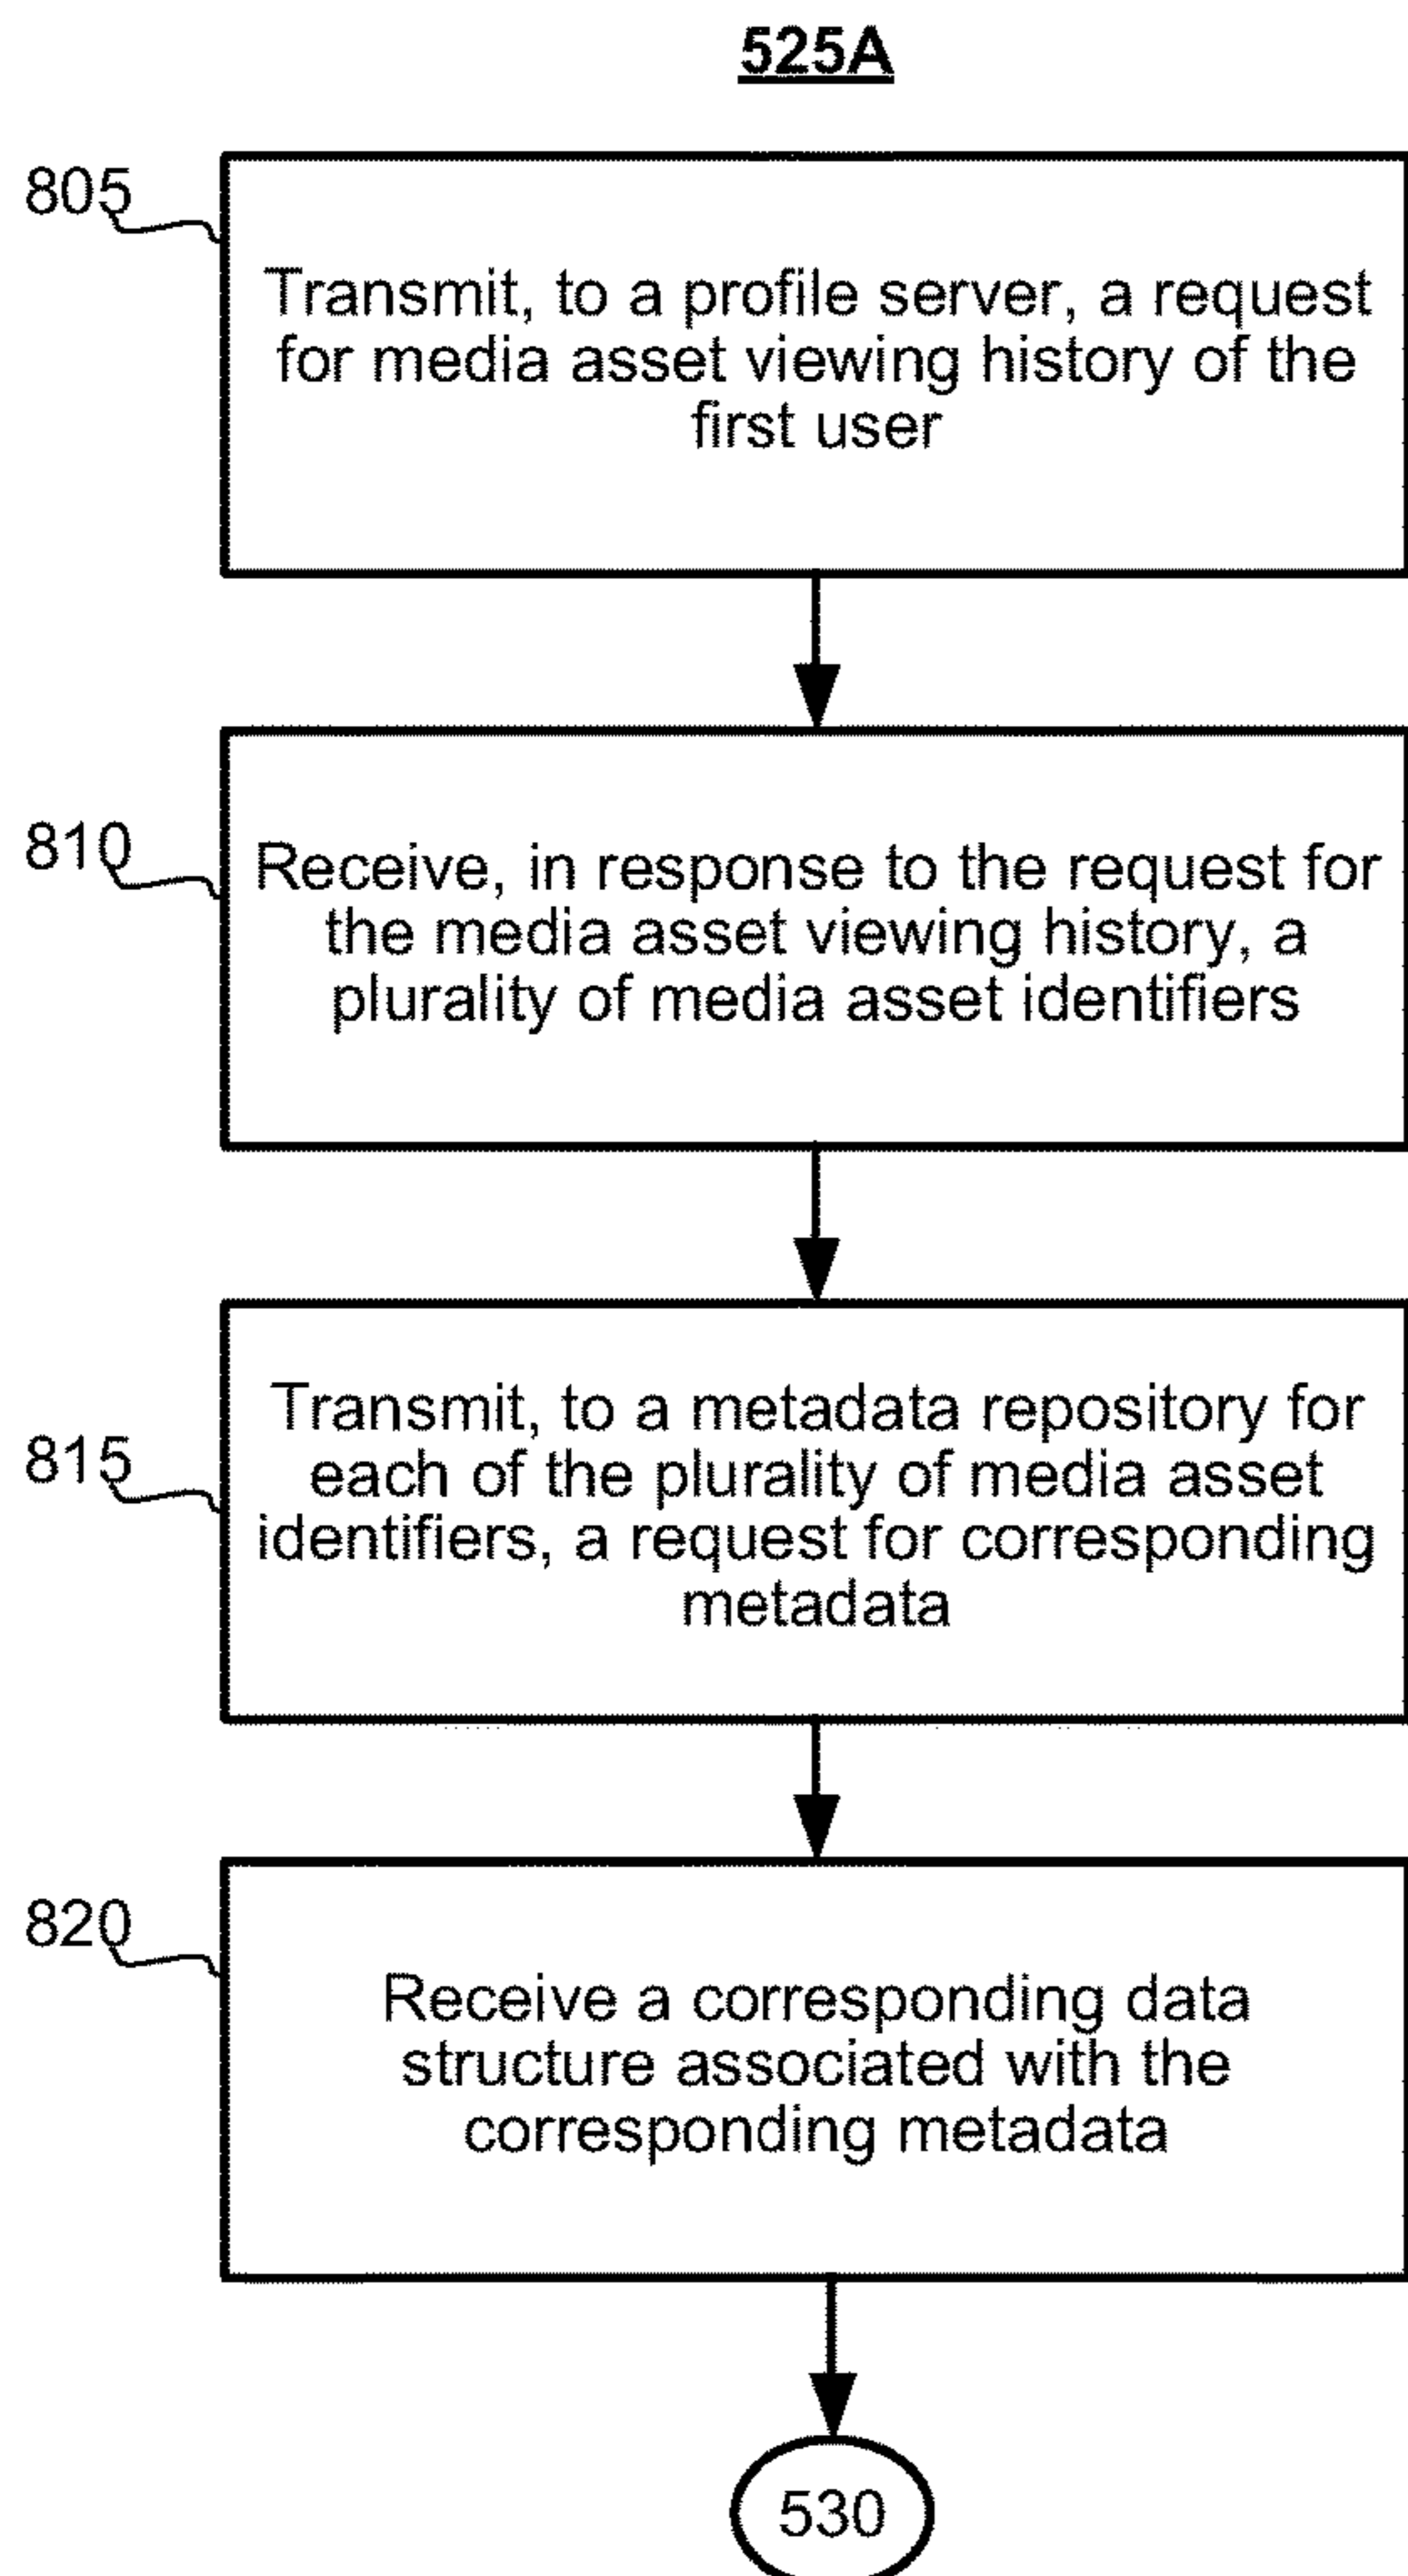 525A
805
Transmit, to a profile server, a request
for media asset viewing history of the
first user
810
Receive, in response to the request for
the media asset viewing history, a
plurality of media asset identifiers
815
Transmit, to a metadata repository for
each of the plurality of media asset
identifiers, a request for corresponding
metadata
820
Receive a corresponding data
structure associated with the
corresponding metadata
530